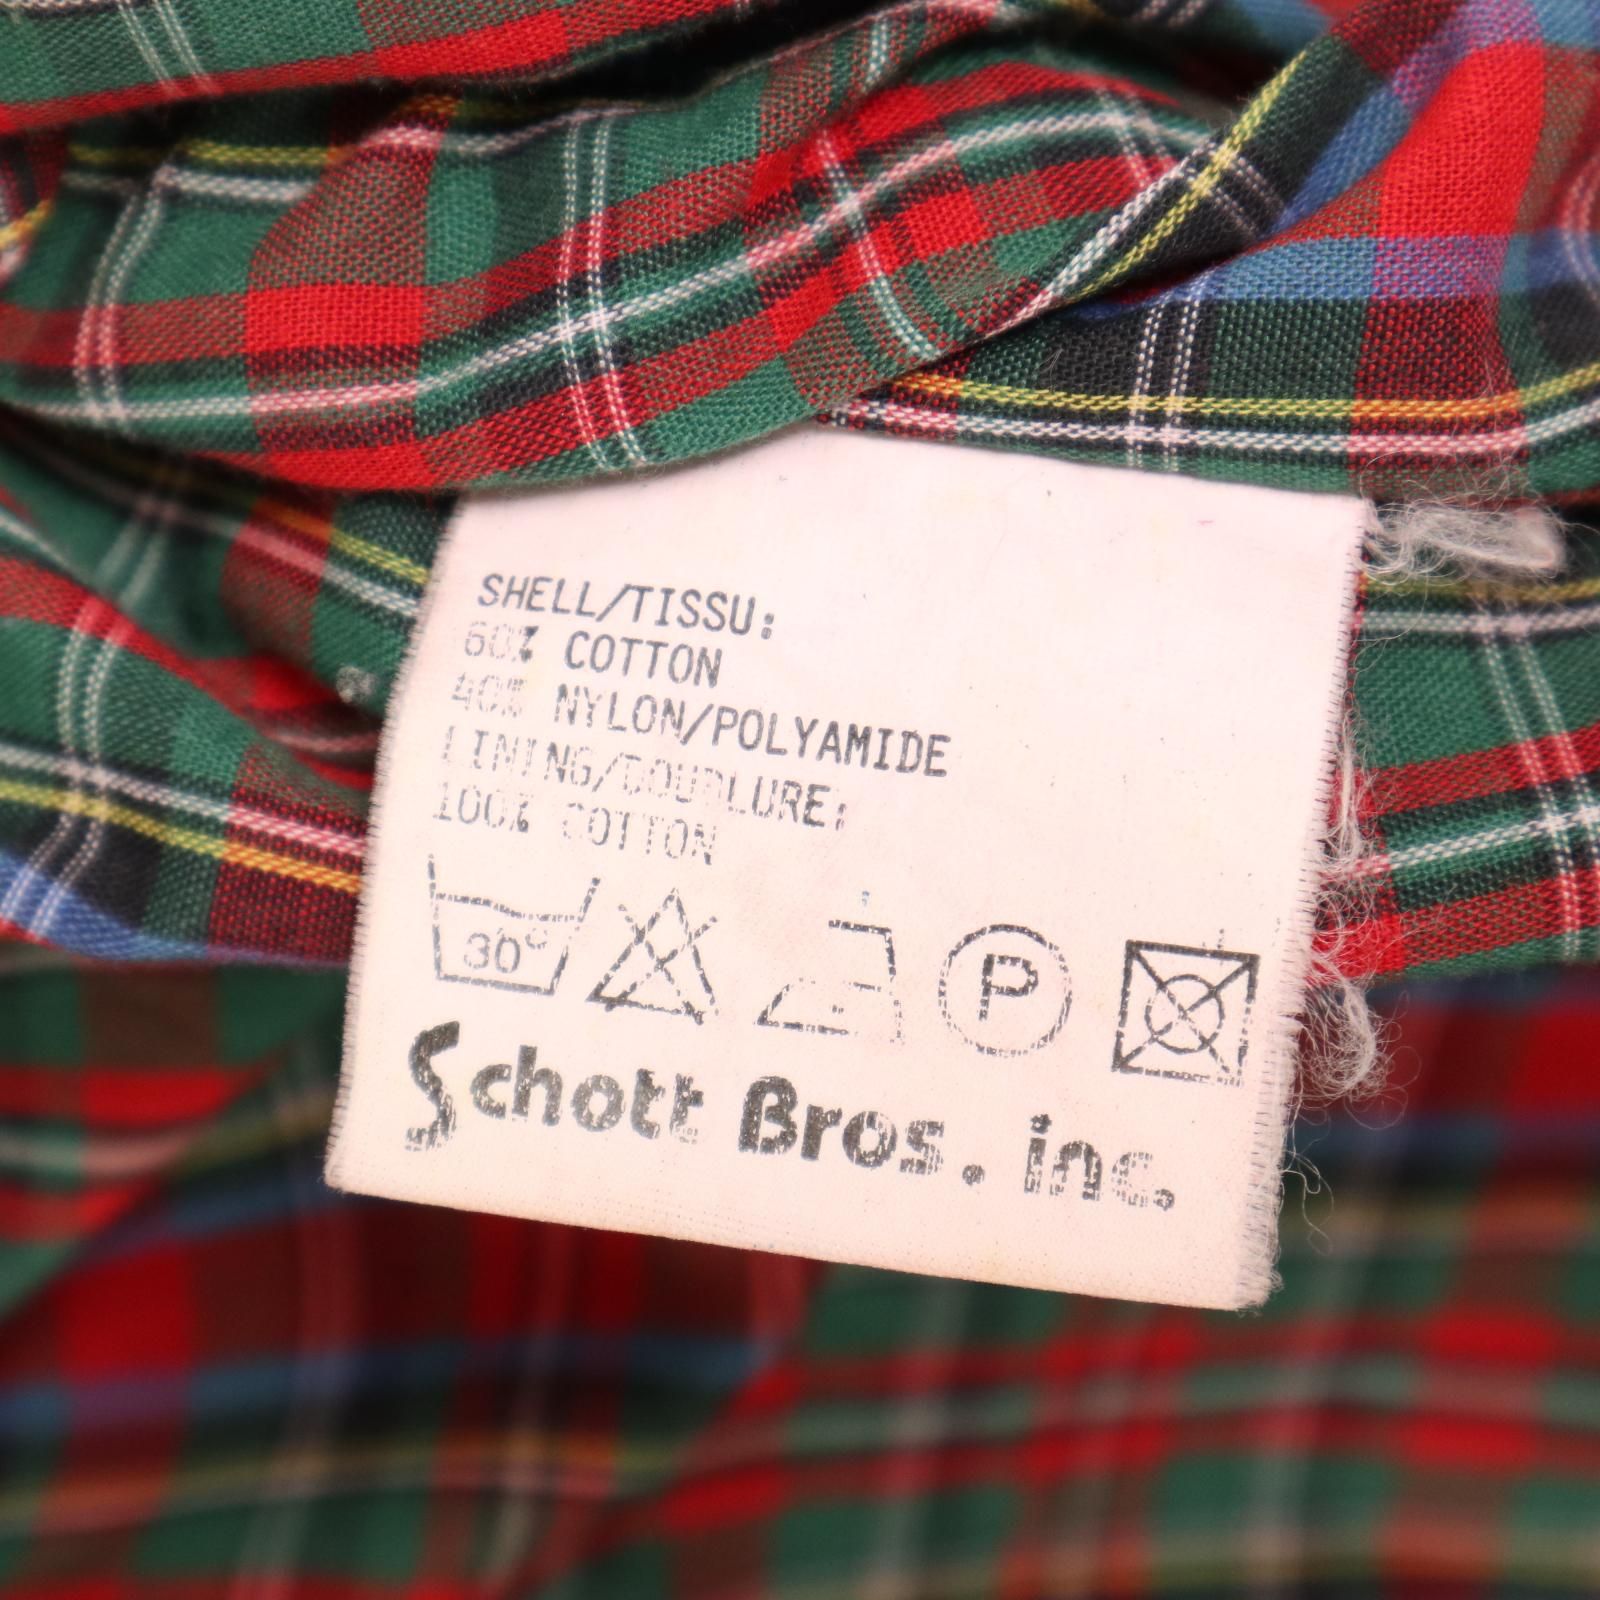 SHELL/TISSU:
60% COTTON
40% NYLON/POLYAMIDE
LINING/DOUBLURE:
100% COTTON
30°
P
Schott Bros. inc.